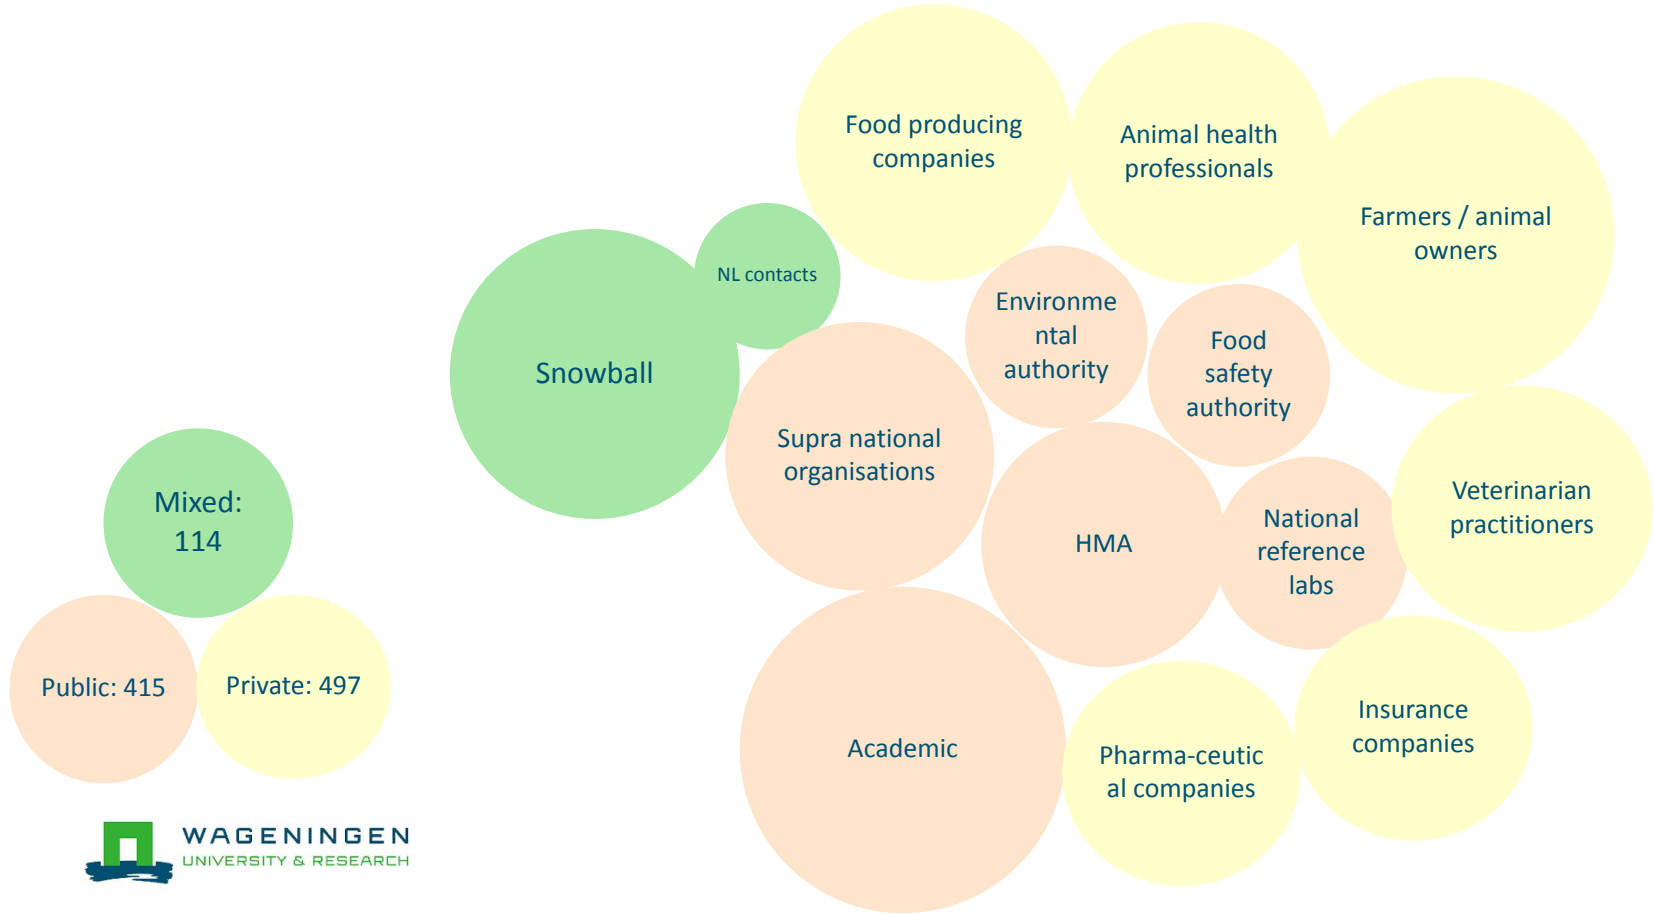 Food producing
companies
Animal health
professionals
Farmers / animal
owners
NL contacts
Snowball
Environme
ntal
authority
Food
safety
authority
Supra national
organisations
HMA
National
reference
labs
Veterinarian
practitioners
Academic
Pharma-ceutic
al companies
Insurance
companies
Mixed:
114
Public: 415
Private: 497
WAGENINGEN
UNIVERSITY & RESEARCH